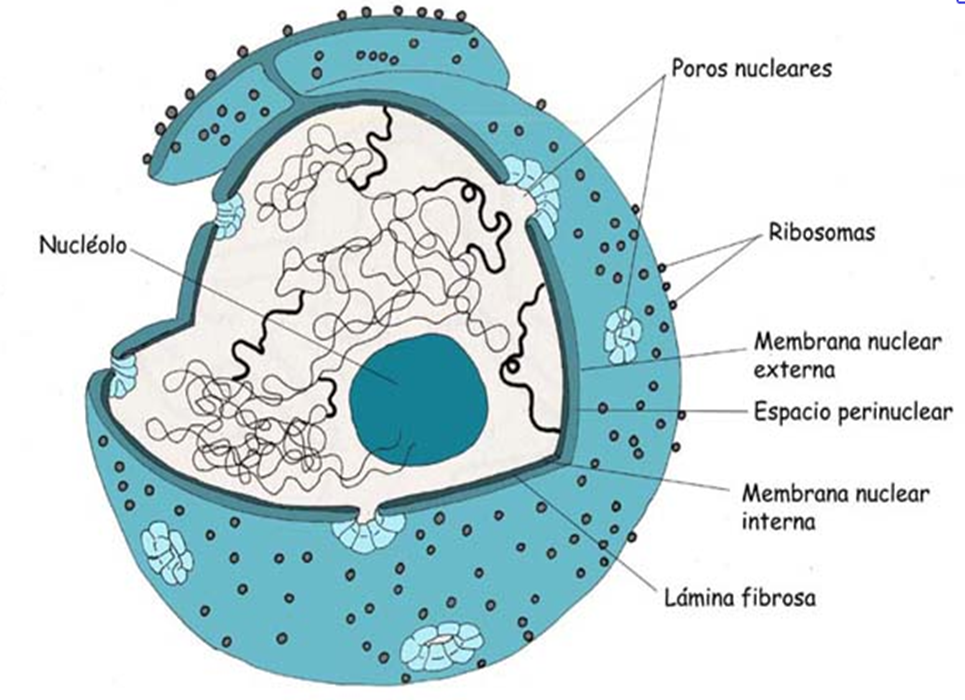 Poros nucleares
Ribosomas
Nucléolo
Membrana nuclear
externa
Espacio perinuclear
Membrana nuclear
interna
Lámina fibrosa